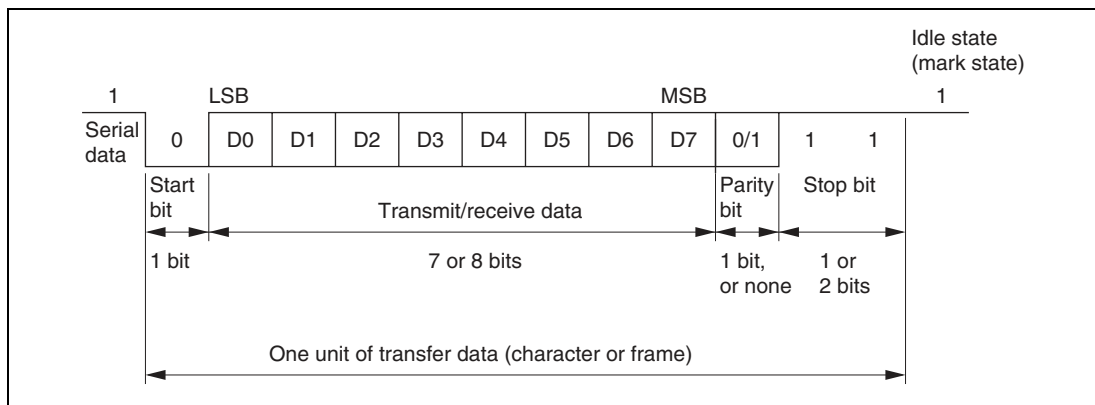 Idle state
(mark state)
1 LSB MSB 1
Serial
data
0 D0 D1 D2 D3 D4 D5 D6 D7 0/1 1 1
Start
bit
Transmit/receive data
Parity
bit
Stop bit
1 bit
7 or 8 bits
1 bit,
or none
1 or
2 bits
One unit of transfer data (character or frame)